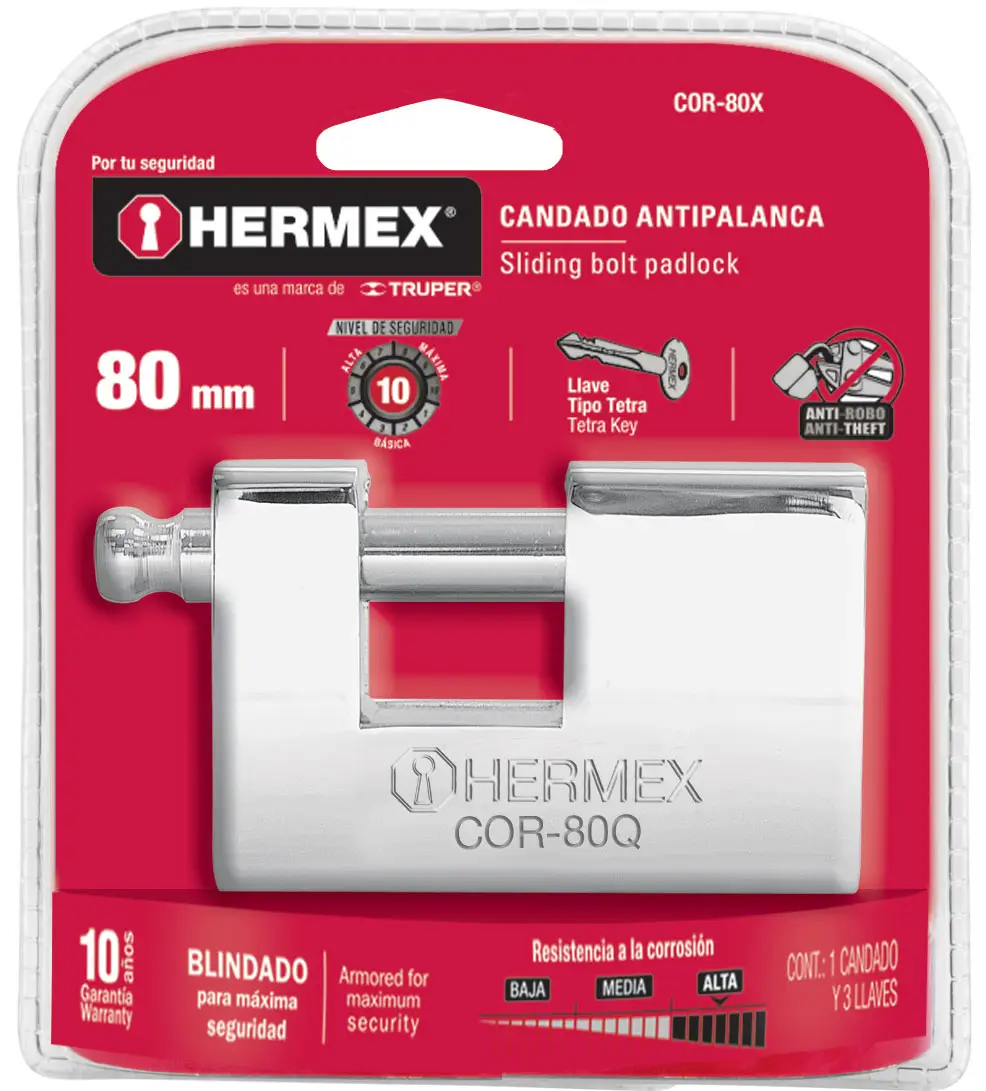 COR-80X
Por tu seguridad
HERMEX®
es una marca de TRUPER®
CANDADO ANTIPALANCA
Sliding bolt padlock
80 mm
NIVEL DE SEGURIDAD
ALTA
MÁXIMA
10
BÁSICA
HERMEX
Llave
Tipo Tetra
Tetra Key
ANTI-ROBO
ANTI-THEFT
HERMEX
COR-80Q
10 años
Garantía
Warranty
BLINDADO
para máxima
seguridad
Armored for
maximum
security
Resistencia a la corrosión
BAJA
MEDIA
ALTA
CONT.: 1 CANDADO
Y 3 LLAVES